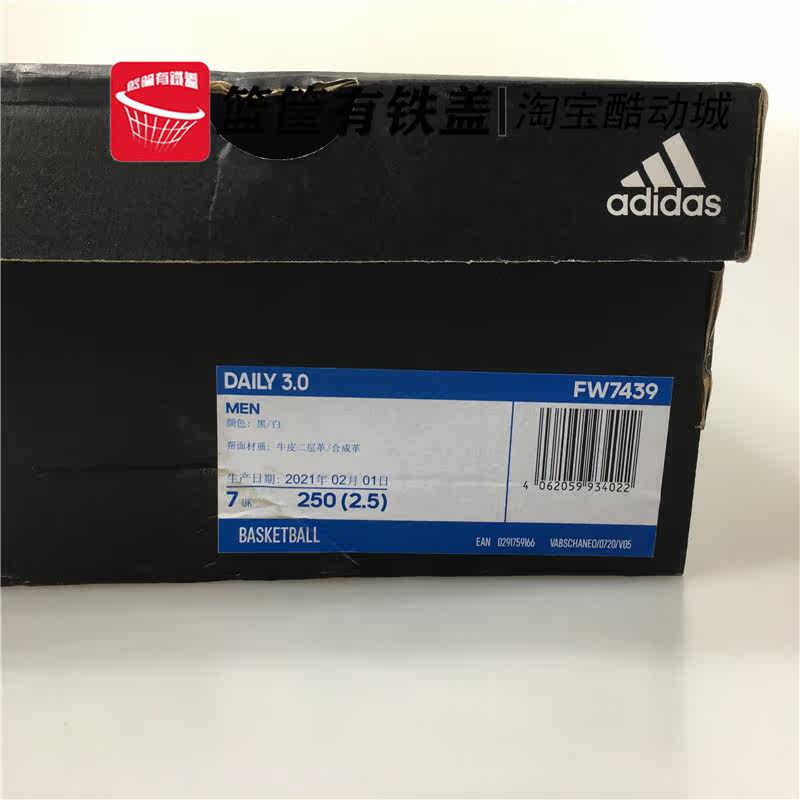 篮筐有铁盖
篮筐有铁盖|淘宝酷动城
adidas
DAILY 3.0 FW7439
MEN
颜色: 黑/白
帮面材质: 牛皮二层革/合成革
生产日期: 2021年 02月 01日
7 UK 250 (2.5)
4 062059 934022
BASKETBALL EAN 0291759166 VABSCHANEO/0720/V05